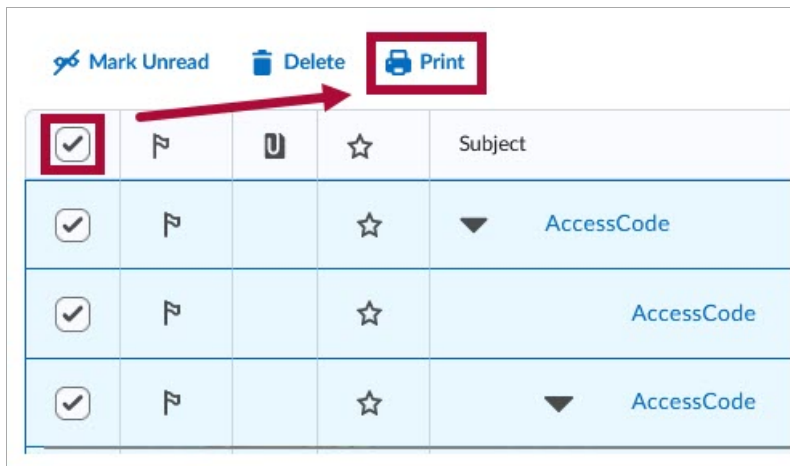 Mark Unread Delete Print
Subject
AccessCode
AccessCode
AccessCode